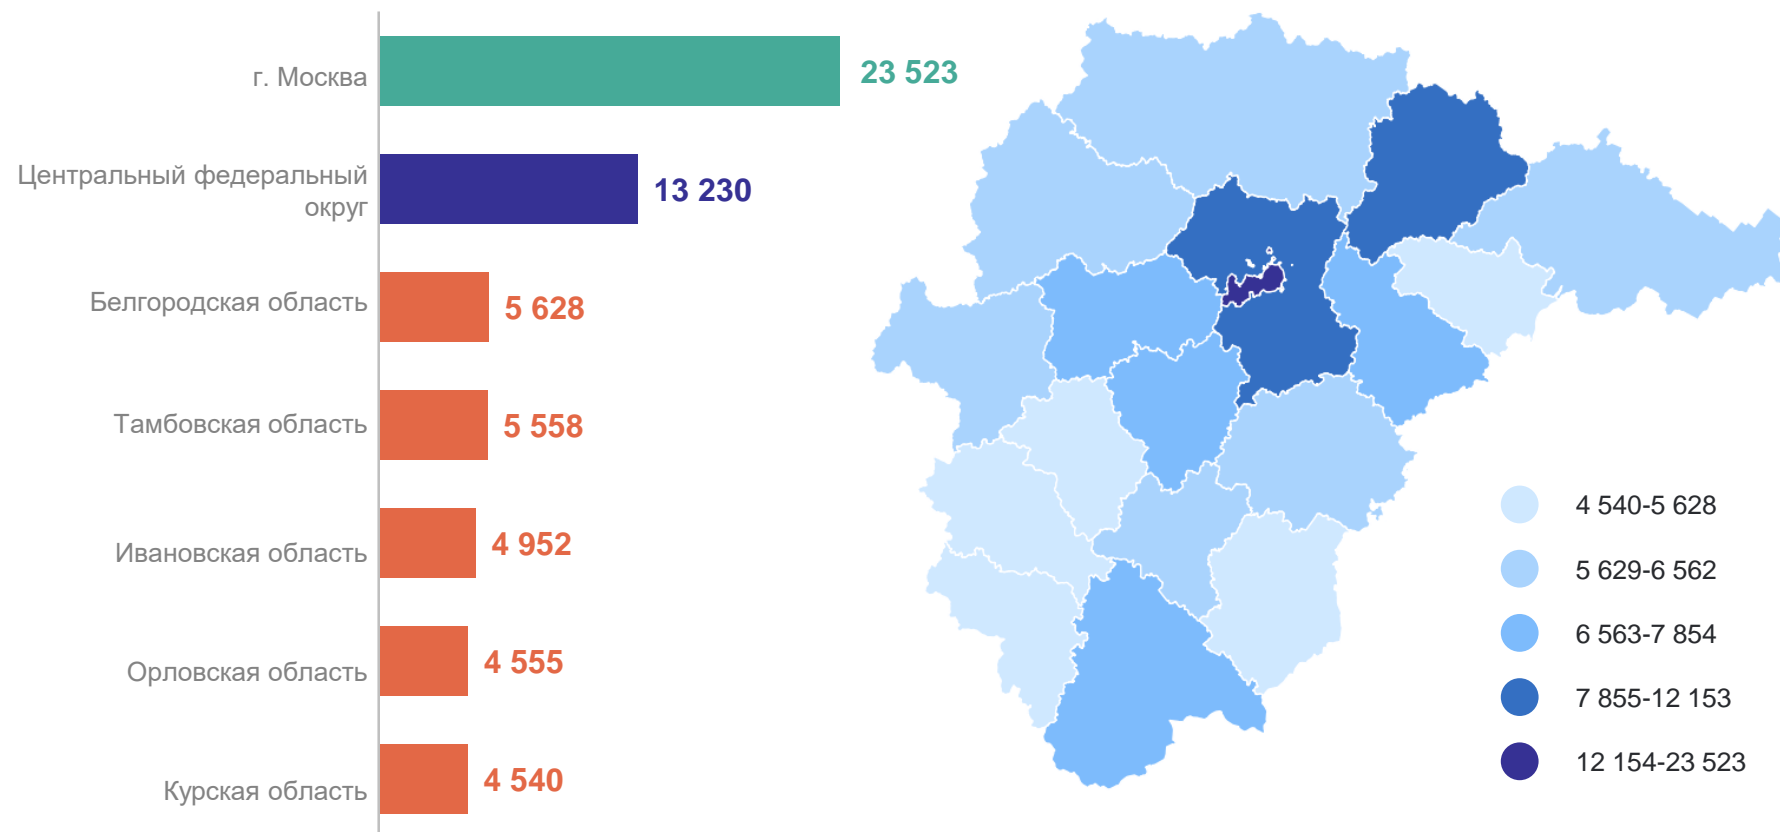 г. Москва
23 523
Центральный федеральный
округ
13 230
Белгородская область
5 628
Тамбовская область
5 558
Ивановская область
4 952
Орловская область
4 555
Курская область
4 540
4 540-5 628
5 629-6 562
6 563-7 854
7 855-12 153
12 154-23 523